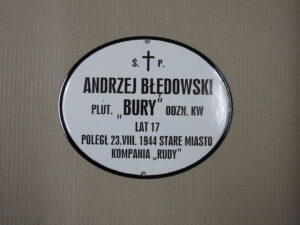 Ś. † P.
ANDRZEJ BŁĘDOWSKI
PLUT. „BURY” ODZN. KW
LAT 17
POLEGŁ 23.VIII. 1944 STARE MIASTO
KOMPANIA „RUDY”